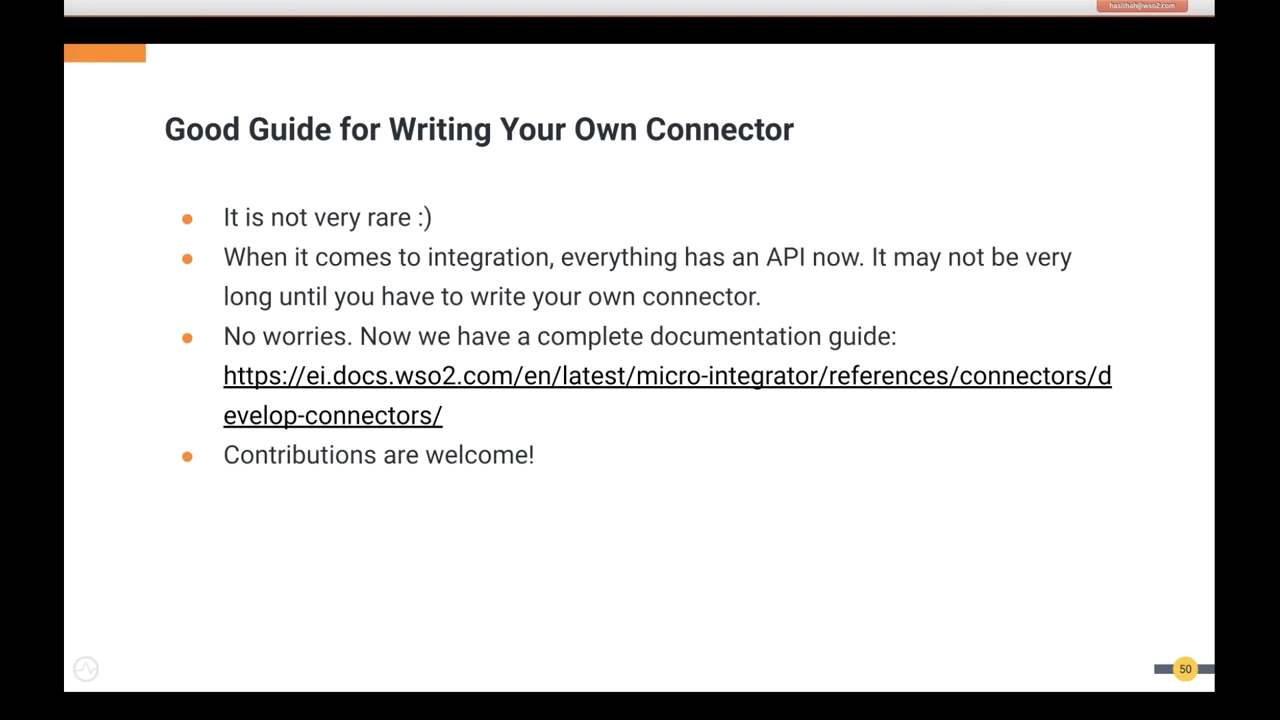 hasithah@wso2.com
Good Guide for Writing Your Own Connector
It is not very rare :)
When it comes to integration, everything has an API now. It may not be very
long until you have to write your own connector.
No worries. Now we have a complete documentation guide:
https://ei.docs.wso2.com/en/latest/micro-integrator/references/connectors/d
evelop-connectors/
Contributions are welcome!
50